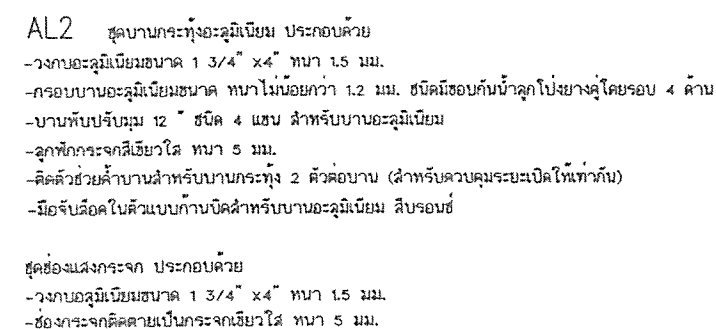 AL2 ชุดบานกระทุ้งอะลูมิเนียม ประกอบด้วย
-วงกบอะลูมิเนียมขนาด 1 3/4" x4" หนา 1.5 มม.
-กรอบบานอะลูมิเนียมขนาด หนาไม่น้อยกว่า 1.2 มม. ชนิดมีขอบกันน้ำลูกโป่งยางคู่โดยรอบ 4 ด้าน
-บานพับปรับมุม 12 " ชนิด 4 แขน สำหรับบานอะลูมิเนียม
-ลูกฟักกระจกสีเขียวใส หนา 5 มม.
-ติดตัวช่วยค้ำบานสำหรับบานกระทุ้ง 2 ตัวต่อบาน (สำหรับควบคุมระยะเปิดให้เท่ากัน)
-มือจับล็อคในตัวแบบก้านบิดสำหรับบานอะลูมิเนียม สีบรอนซ์
ชุดช่องแสงกระจก ประกอบด้วย
-วงกบอลูมิเนียมขนาด 1 3/4" x4" หนา 1.5 มม.
-ช่องกระจกติดตายเป็นกระจกเขียวใส หนา 5 มม.